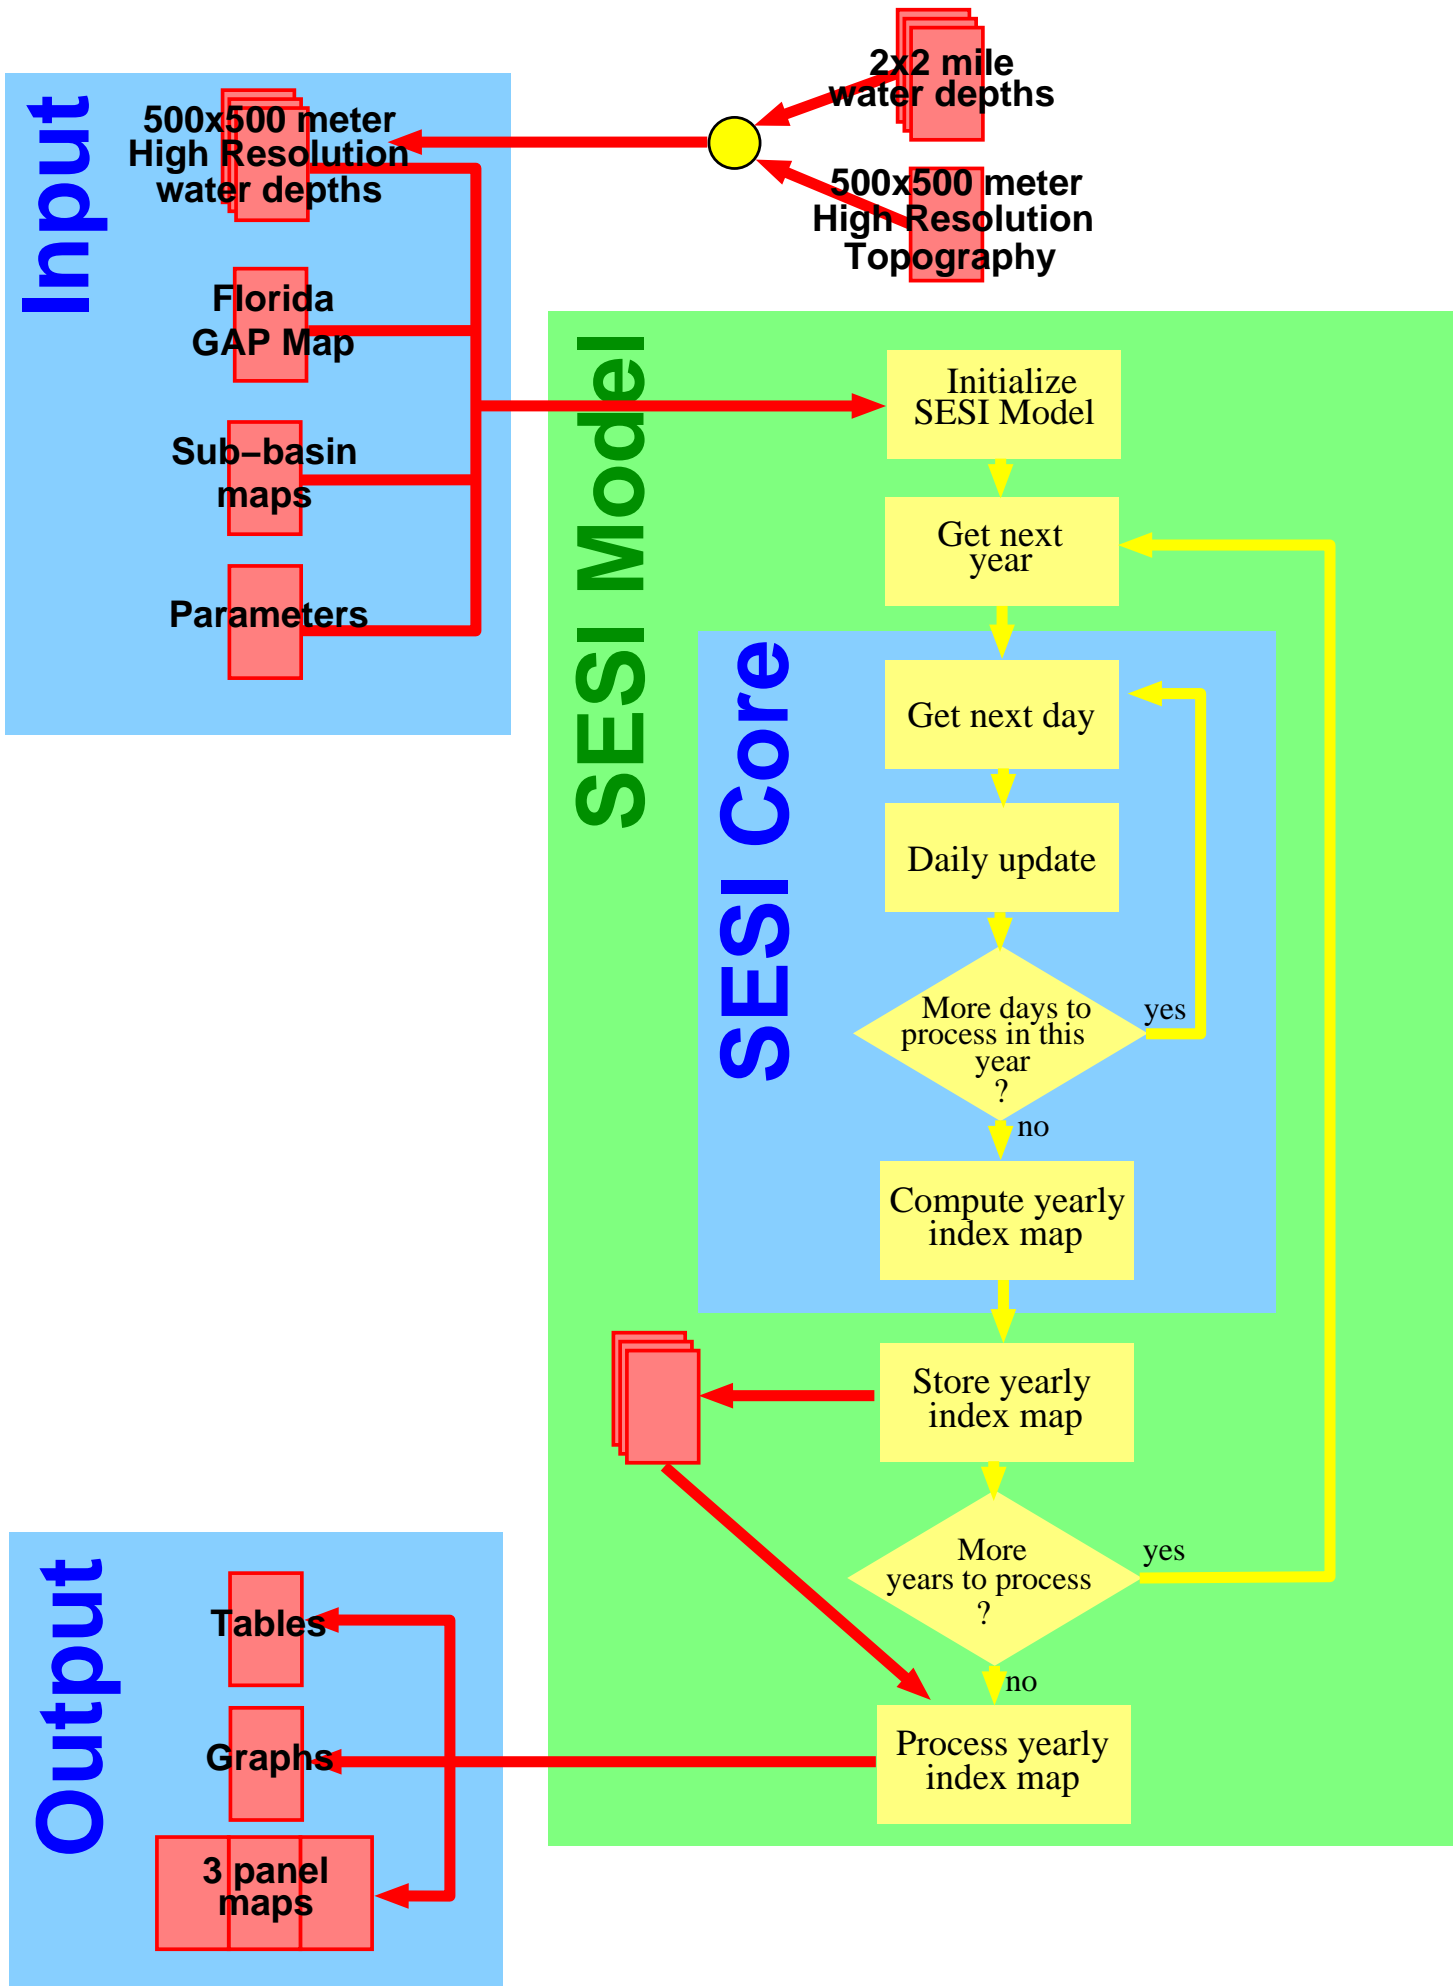 2x2 mile
water depths
500x500 meter
High Resolution
Topography
Input
500x500 meter
High Resolution
water depths
Florida
GAP Map
Sub−basin
maps
Parameters
SESI Model
Initialize
SESI Model
Get next
year
SESI Core
Get next day
Daily update
More days to
process in this
year
?
yes
no
Compute yearly
index map
Store yearly
index map
More
years to process
?
yes
no
Process yearly
index map
Output
Tables
Graphs
3 panel
maps